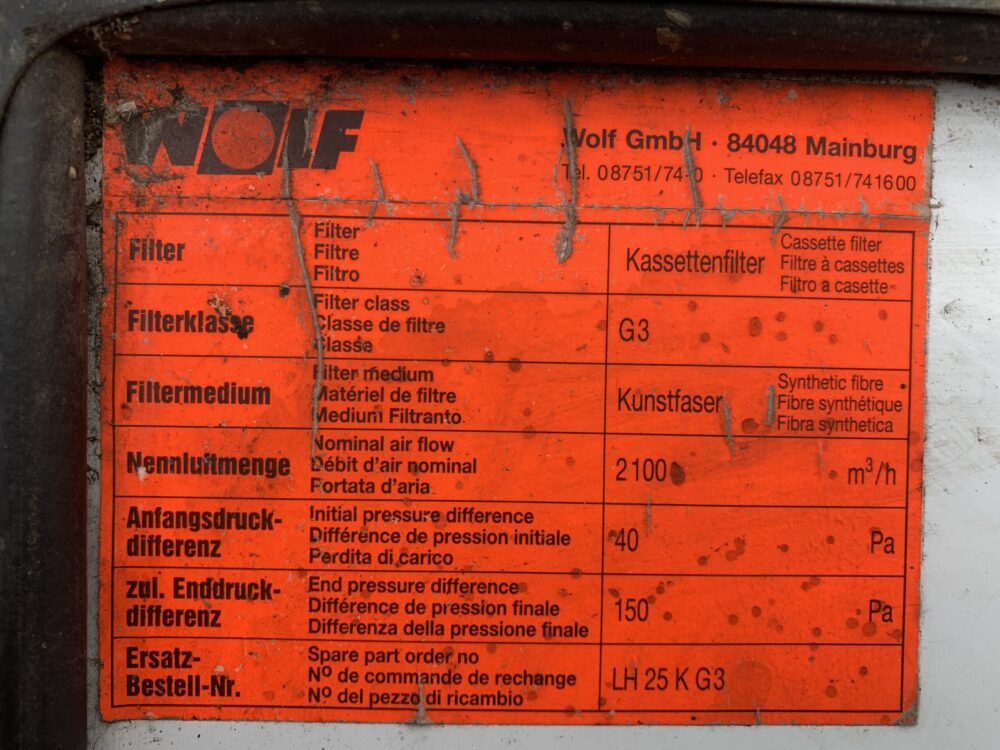 WOLF
Wolf GmbH · 84048 Mainburg
Tel. 08751/74-0 · Telefax 08751/741600
Filter
Filter
Filtre
Filtro
Kassettenfilter
Cassette filter
Filtre à cassettes
Filtro a casette
Filterklasse
Filter class
Classe de filtre
Classe
G3
Filtermedium
Filter medium
Matériel de filtre
Medium Filtranto
Kunstfaser
Synthetic fibre
Fibre synthétique
Fibra synthetica
Nennluftmenge
Nominal air flow
Débit d'air nominal
Portata d'aria
2100 m³/h
Anfangsdruck-
differenz
Initial pressure difference
Différence de pression initiale
Perdita di carico
40 Pa
zul. Enddruck-
differenz
End pressure difference
Différence de pression finale
Differenza della pressione finale
150 Pa
Ersatz-
Bestell-Nr.
Spare part order no
Nº de commande de rechange
Nº del pezzo di ricambio
LH 25 K G3